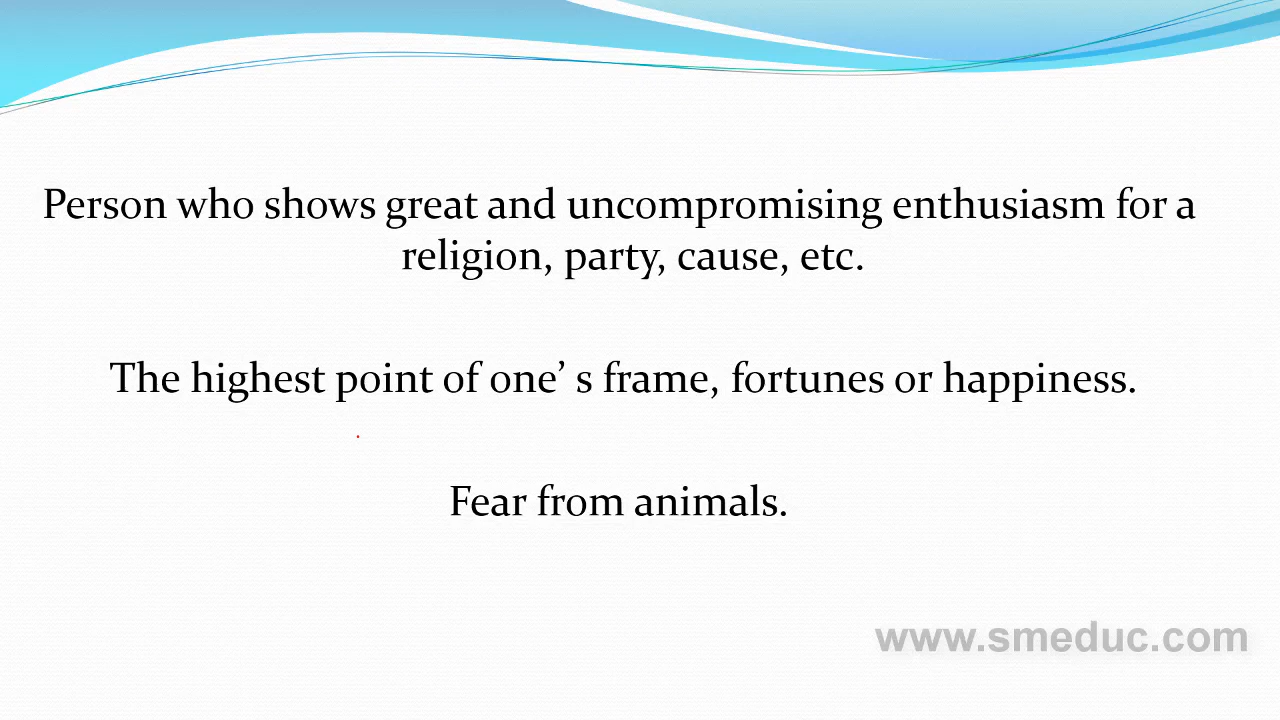 Person who shows great and uncompromising enthusiasm for a
religion, party, cause, etc.
The highest point of one’ s frame, fortunes or happiness.
Fear from animals.
www.smeduc.com